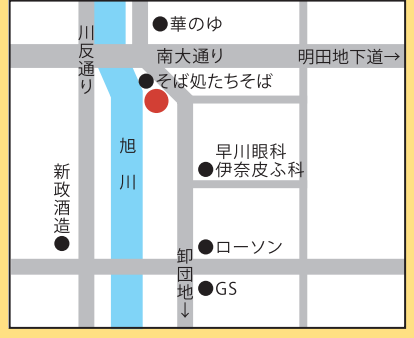 華のゆ
川反通り
南大通り
明田地下道→
そば処たちそば
旭川
早川眼科
伊奈皮ふ科
新政酒造
ローソン
卸団地→
GS